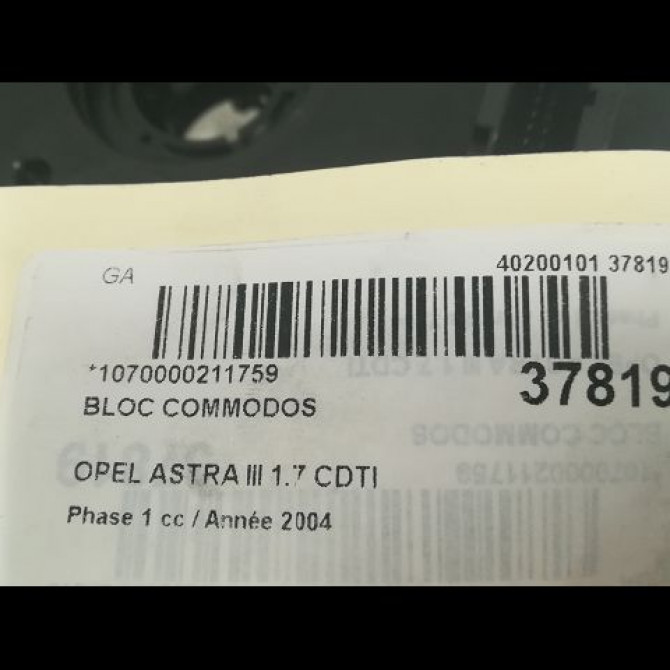 GA
40200101 37819
*1070000211759
37819
BLOC COMMODOS
OPEL ASTRA III 1.7 CDTI
Phase 1 cc / Année 2004